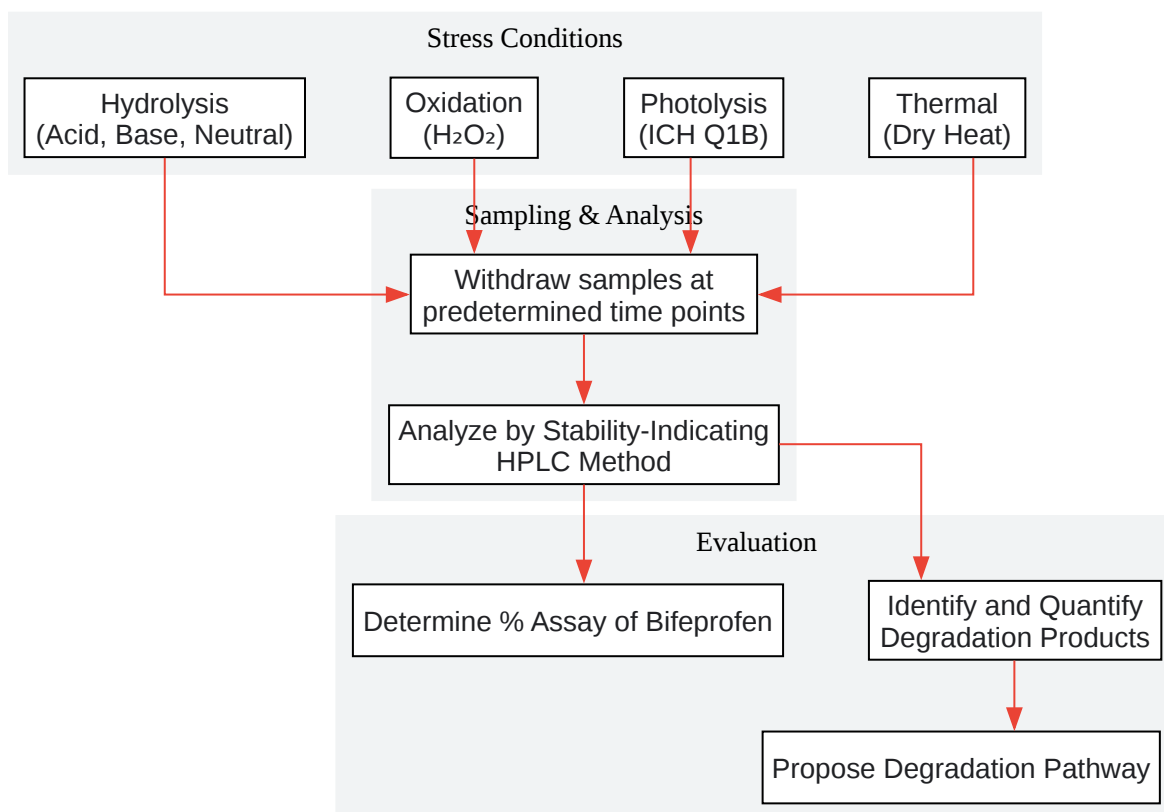 Stress Conditions
Hydrolysis
(Acid, Base, Neutral)
Oxidation
(H₂O₂)
Photolysis
(ICH Q1B)
Thermal
(Dry Heat)
Sampling & Analysis
Withdraw samples at
predetermined time points
Analyze by Stability-Indicating
HPLC Method
Evaluation
Determine % Assay of Bifeprofen
Identify and Quantify
Degradation Products
Propose Degradation Pathway